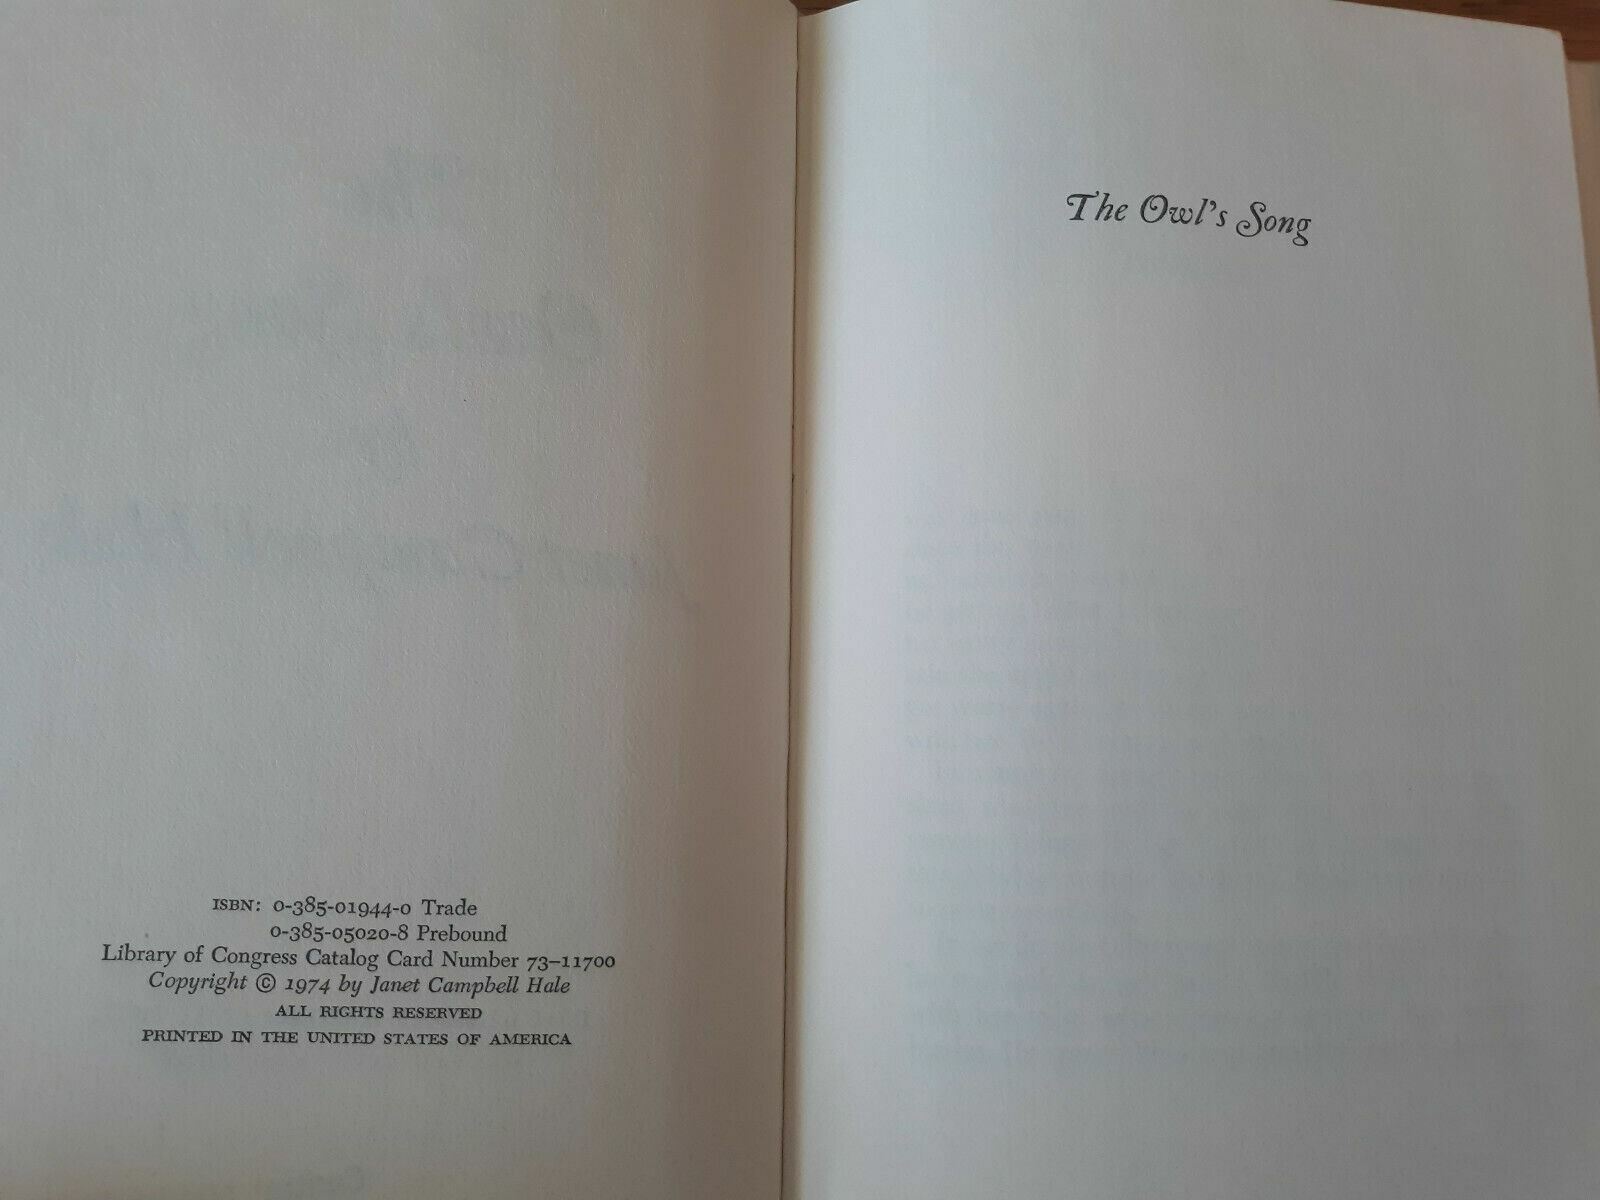 ISBN: 0-385-01944-0 Trade
0-385-05020-8 Prebound
Library of Congress Catalog Card Number 73–11700
Copyright © 1974 by Janet Campbell Hale
ALL RIGHTS RESERVED
PRINTED IN THE UNITED STATES OF AMERICA
The Owl's Song